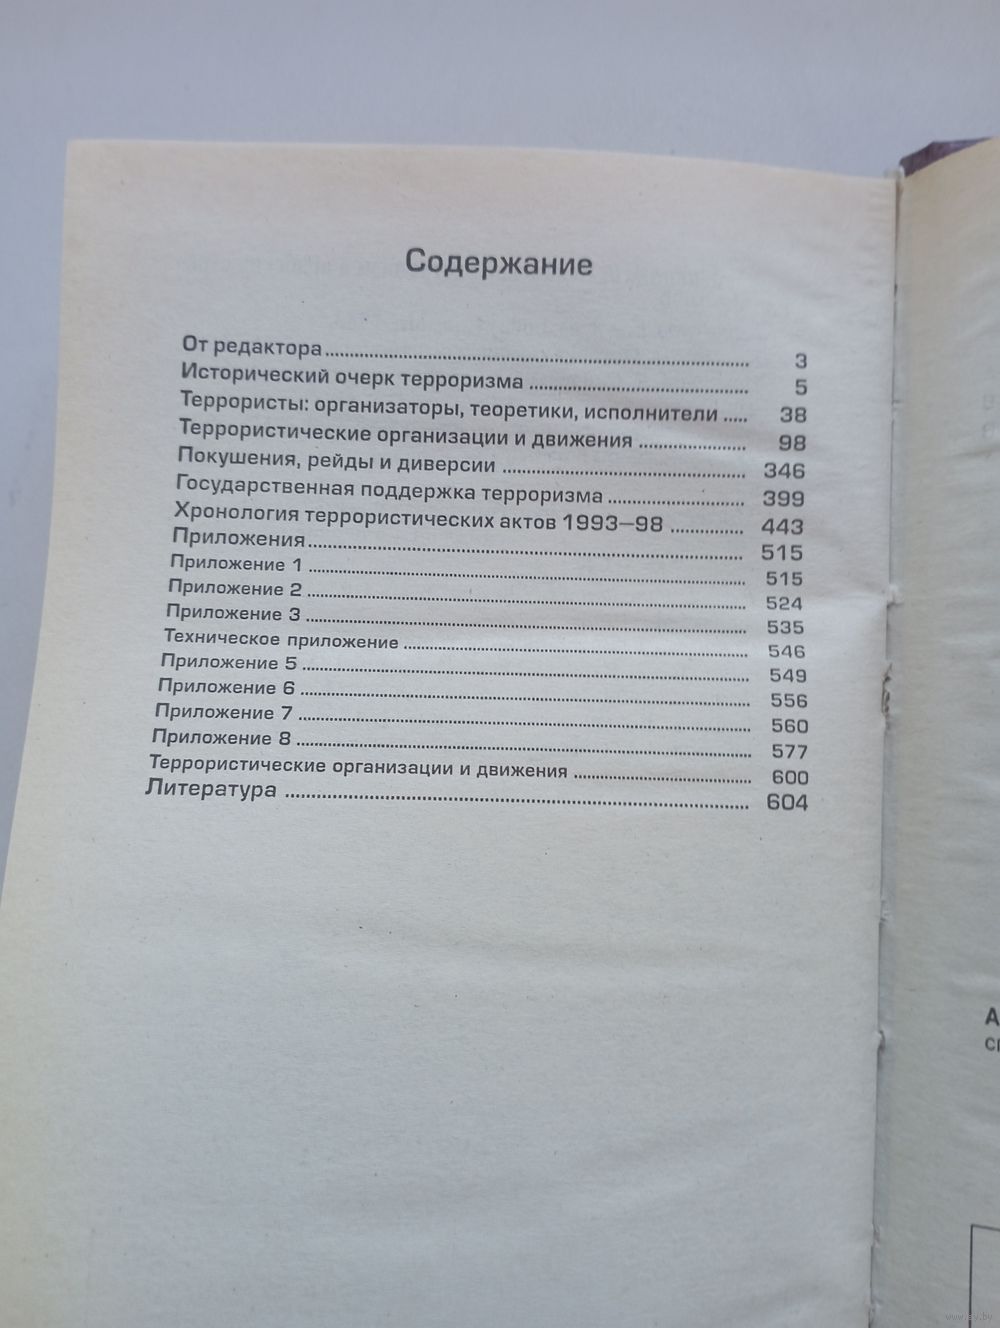 Содержание
От редактора 3
Исторический очерк терроризма 5
Террористы: организаторы, теоретики, исполнители 38
Террористические организации и движения 98
Покушения, рейды и диверсии 346
Государственная поддержка терроризма 399
Хронология террористических актов 1993—98 443
Приложения 515
Приложение 1 515
Приложение 2 524
Приложение 3 535
Техническое приложение 546
Приложение 5 549
Приложение 6 556
Приложение 7 560
Приложение 8 577
Террористические организации и движения 600
Литература 604